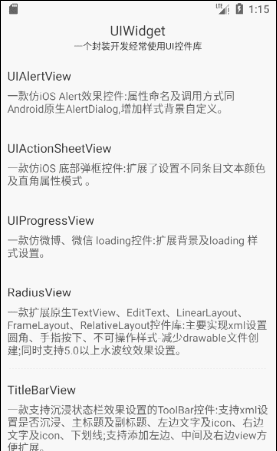 1:15
UIWidget
一个封装开发经常使用UI控件库
UIAlertView
一款仿iOS Alert效果控件:属性命名及调用方式同
Android原生AlertDialog,增加样式背景自定义。
UIActionSheetView
一款仿iOS 底部弹框控件:扩展了设置不同条目文本颜色
及直角属性模式 。
UIProgressView
一款仿微博、微信 loading控件:扩展背景及loading 样
式设置。
RadiusView
一款扩展原生TextView、EditText、LinearLayout、
FrameLayout、RelativeLayout控件库:主要实现xml设置
圆角、手指按下、不可操作样式-减少drawable文件创
建;同时支持5.0以上水波纹效果设置。
TitleBarView
一款支持沉浸状态栏效果设置的ToolBar控件:支持xml设
置是否沉浸、主标题及副标题、左边文字及icon、右边
文字及icon、下划线;支持添加左边、中间及右边view方
便扩展。